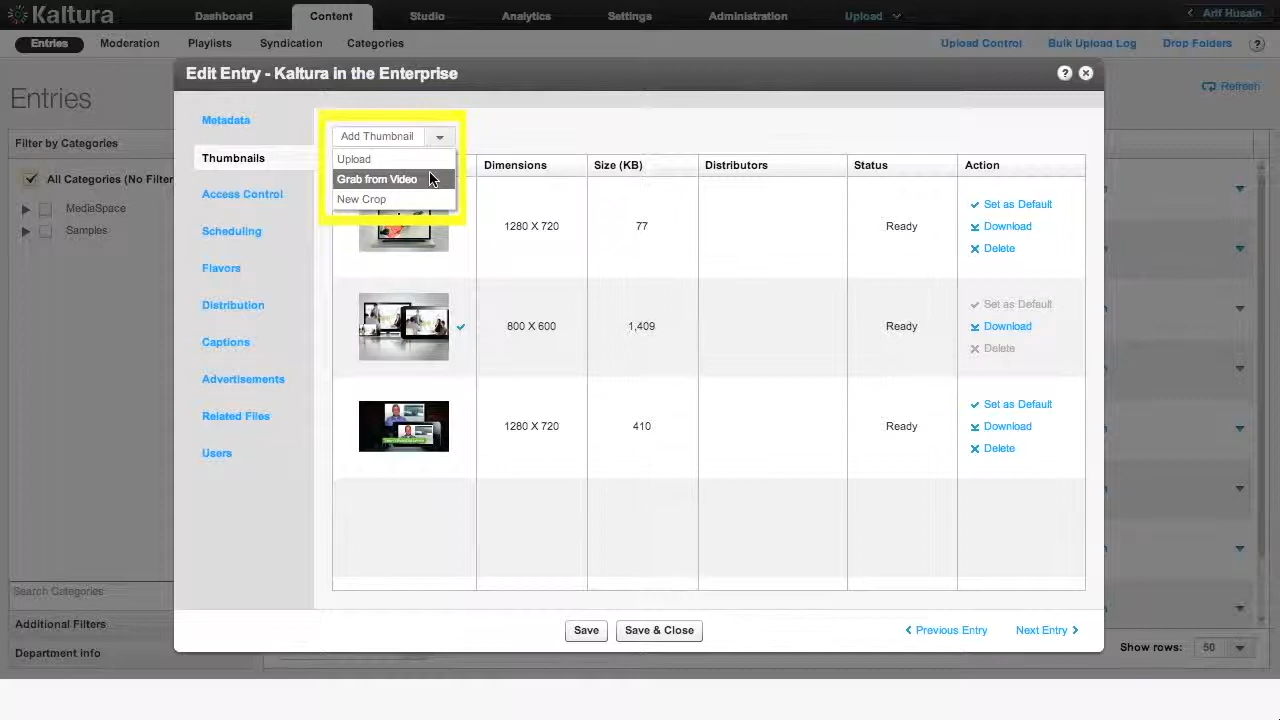 Kaltura
Dashboard
Content
Studio
Analytics
Settings
Administration
Upload
Arif Husain
Entries
Moderation
Playlists
Syndication
Categories
Upload Control
Bulk Upload Log
Drop Folders
?
Edit Entry - Kaltura in the Enterprise
?
Entries
Refresh
Filter by Categories
All Categories (No Filter
MediaSpace
Samples
Search Categories
Additional Filters
Department info
Metadata
Thumbnails
Access Control
Scheduling
Flavors
Distribution
Captions
Advertisements
Related Files
Users
Add Thumbnail
Upload
Grab from Video
New Crop
Dimensions
Size (KB)
Distributors
Status
Action
1280 X 720
77
Ready
Set as Default
Download
Delete
800 X 600
1,409
Ready
Set as Default
Download
Delete
1280 X 720
410
Ready
Set as Default
Download
Delete
Save
Save & Close
Previous Entry
Next Entry
Show rows:
50